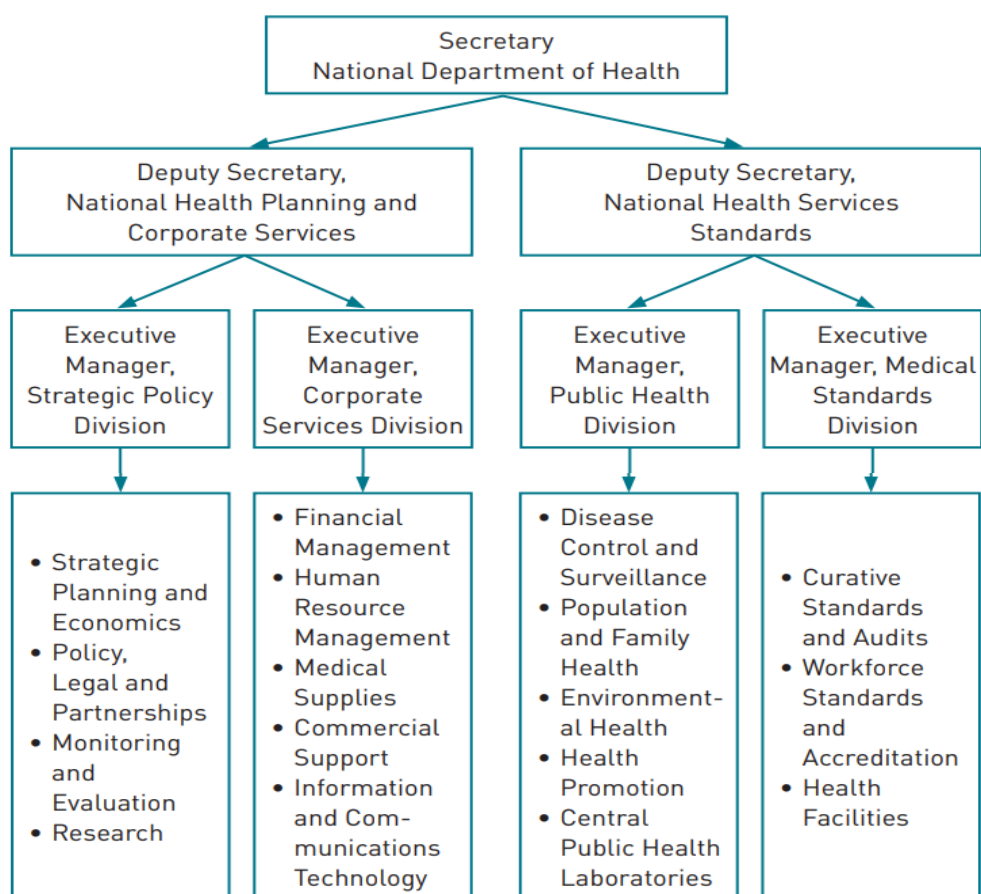 Secretary
National Department of Health
Deputy Secretary,
National Health Planning and
Corporate Services
Deputy Secretary,
National Health Services
Standards
Executive
Manager,
Strategic Policy
Division
Executive
Manager,
Corporate
Services Division
Executive
Manager,
Public Health
Division
Executive
Manager, Medical
Standards
Division
• Strategic
Planning and
Economics
• Policy,
Legal and
Partnerships
• Monitoring
and
Evaluation
• Research
• Financial
Management
• Human
Resource
Management
• Medical
Supplies
• Commercial
Support
• Information
and Com-
munications
Technology
• Disease
Control and
Surveillance
• Population
and Family
Health
• Environment-
al Health
• Health
Promotion
• Central
Public Health
Laboratories
• Curative
Standards
and Audits
• Workforce
Standards
and
Accreditation
• Health
Facilities